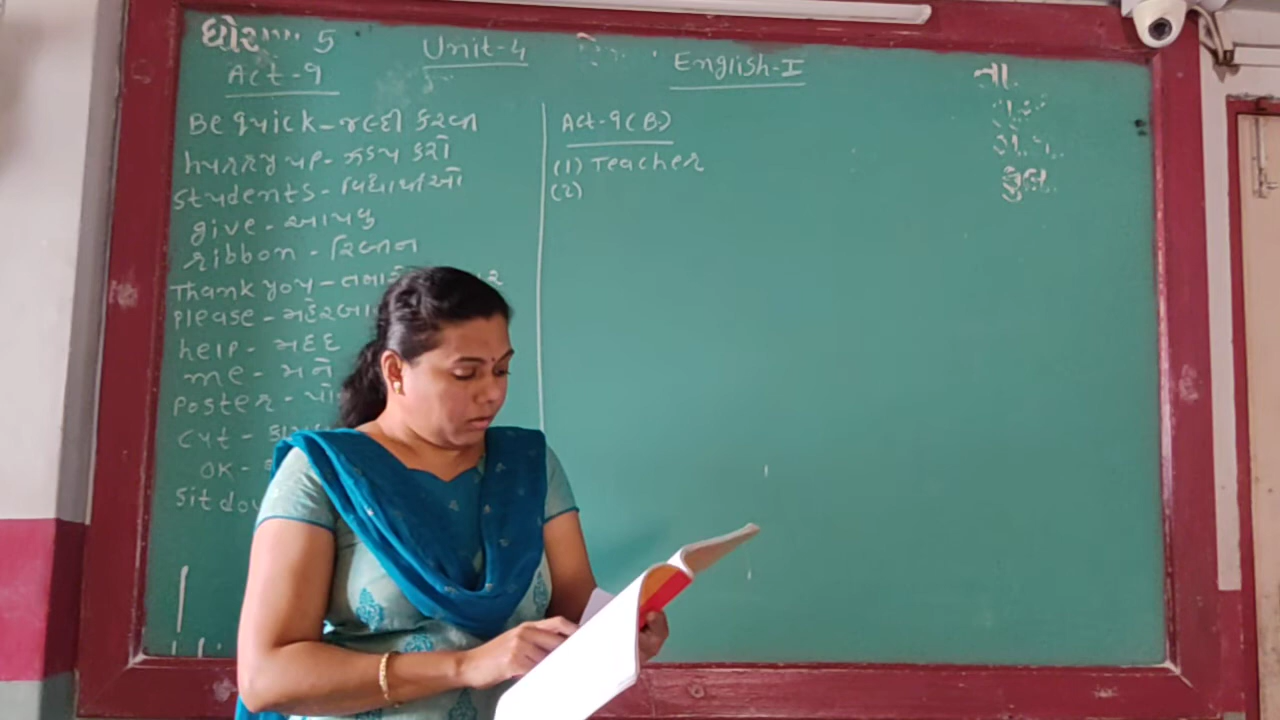 ધોરણ 5
Unit-4
English-I
તા.
Act-9
Be quick - જલ્દી કરવા
hurry up - ઝડપ કરો
students - વિદ્યાર્થીઓ
give - આપવુ
ribbon - રિબન
Thank you -
Please -
help - મદદ
me - મને
Poster -
cut -
OK -
Sit
Act-9(B)
(1) Teacher
(2)